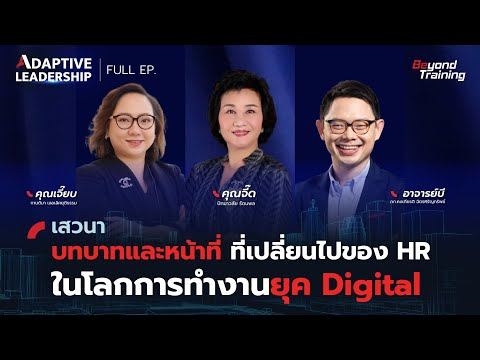 ADAPTIVE
LEADERSHIP
FULL EP.
Beyond
Training
คุณเจี๊ยบ
คุณจี๊ด
อาจารย์บี
เสวนา
บทบาทและหน้าที่ ที่เปลี่ยนไปของ HR
ในโลกการทำงานยุค Digital